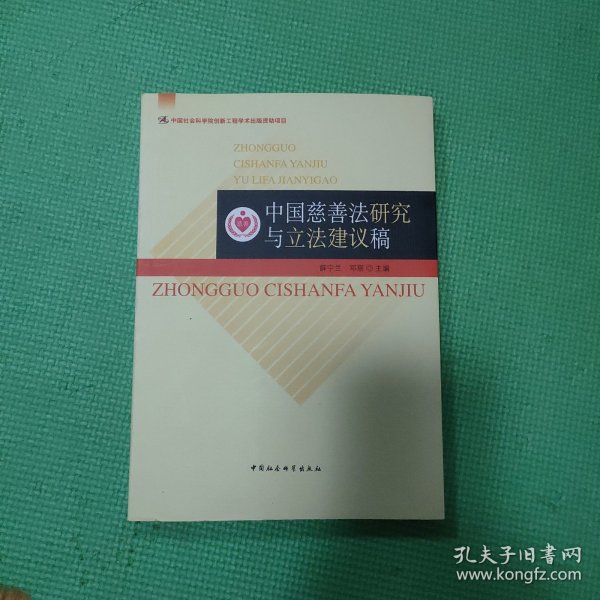 中国社会科学院创新工程学术出版资助项目
ZHONGGUO
CISHANFA YANJIU
YU LIFA JIANYIGAO
中国慈善法研究
与立法建议稿
薛宁兰 邓丽 ◎ 主编
ZHONGGUO CISHANFA YANJIU
中国社会科学出版社
孔夫子旧书网
www.kongfz.com